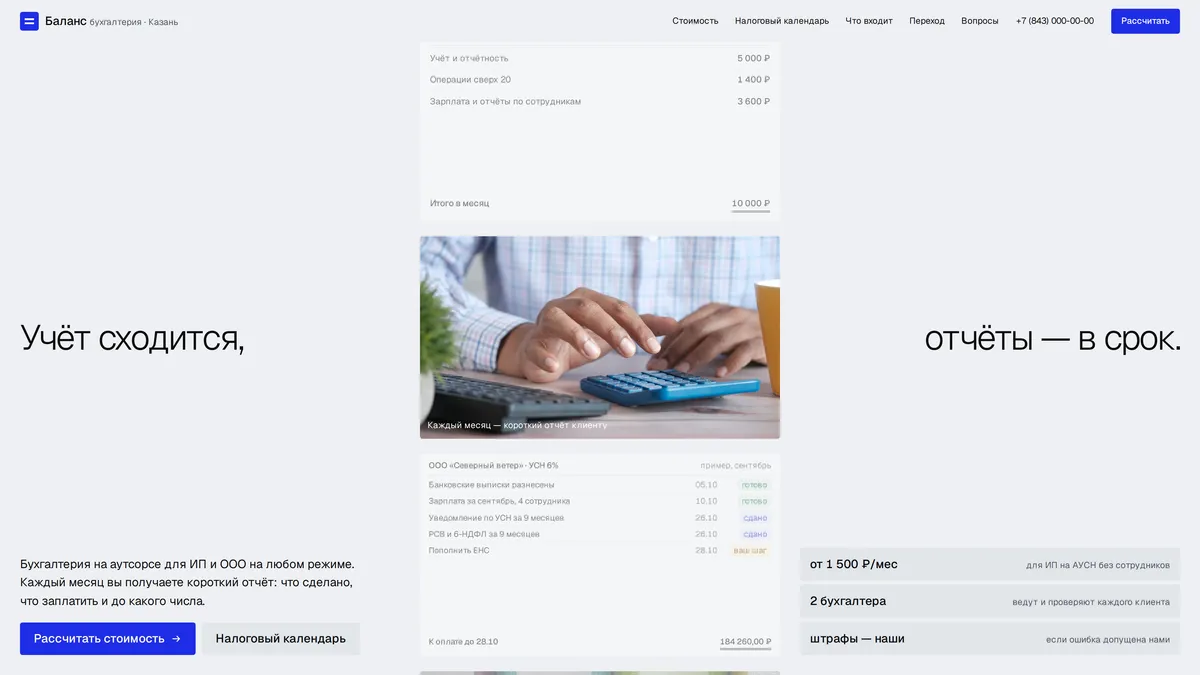 Баланс бухгалтерия · Казань
Стоимость
Налоговый календарь
Что входит
Переход
Вопросы
+7 (843) 000-00-00
Рассчитать
Учёт и отчётность 5 000 ₽
Операции сверх 20 1 400 ₽
Зарплата и отчёты по сотрудникам 3 600 ₽
Итого в месяц 10 000 ₽
Учёт сходится,
отчёты — в срок.
Каждый месяц — короткий отчёт клиенту
ООО «Северный ветер» · УСН 6% пример, сентябрь
Банковские выписки разнесены 05.10 готово
Зарплата за сентябрь, 4 сотрудника 10.10 готово
Уведомление по УСН за 9 месяцев 26.10 сдано
РСВ и 6-НДФЛ за 9 месяцев 26.10 сдано
Пополнить ЕНС 28.10 ваш шаг
К оплате до 28.10 184 260,00 ₽
Бухгалтерия на аутсорсе для ИП и ООО на любом режиме.
Каждый месяц вы получаете короткий отчёт: что сделано,
что заплатить и до какого числа.
Рассчитать стоимость →
Налоговый календарь
от 1 500 ₽/мес для ИП на АУСН без сотрудников
2 бухгалтера ведут и проверяют каждого клиента
штрафы — наши если ошибка допущена нами